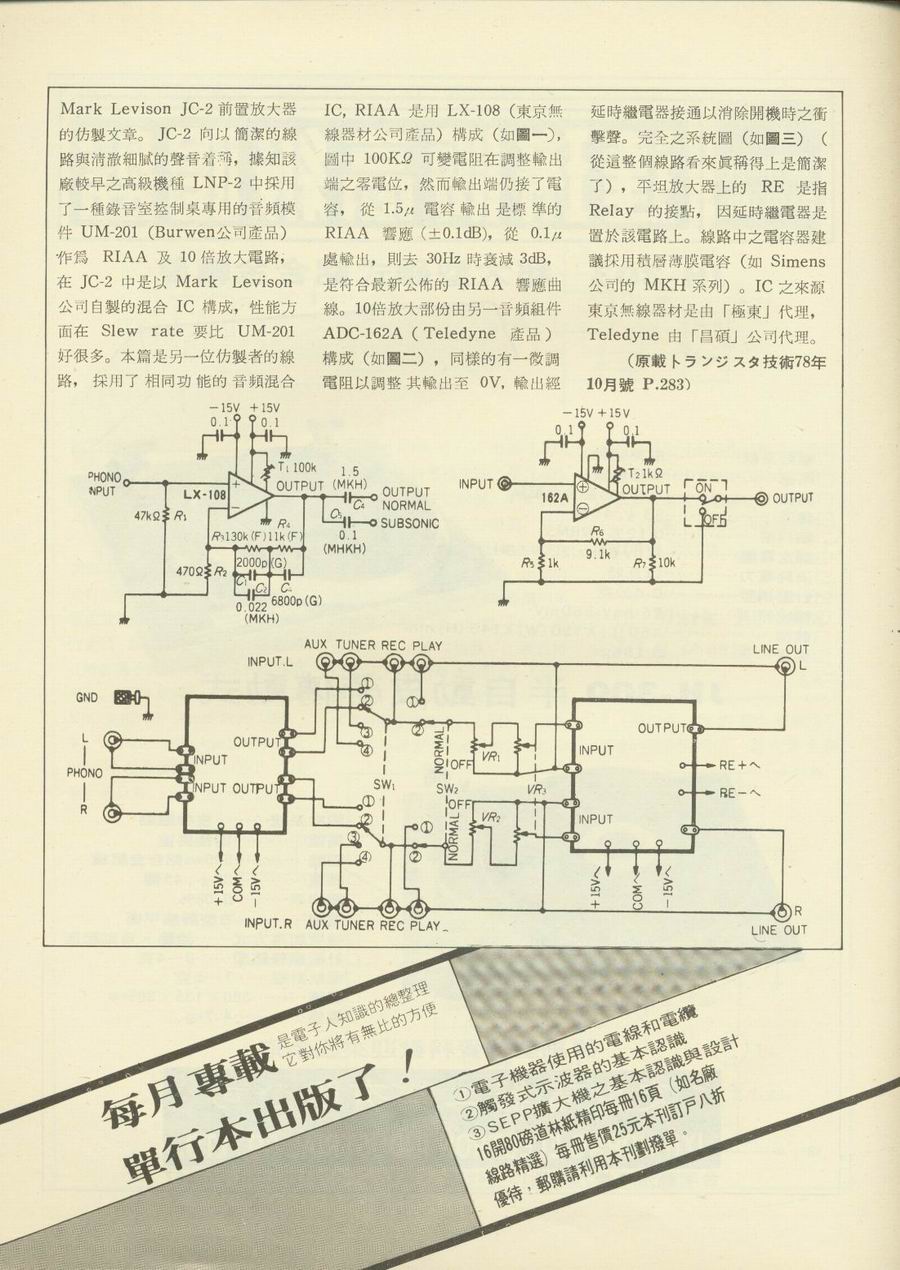 Mark Levison JC-2 前置放大器
的仿製文章。 JC-2 向以簡潔的線
路與清澈細膩的聲音着稱，據知該
廠較早之高級機種 LNP-2 中採用
了一種錄音室控制桌專用的音頻模
件 UM-201 (Burwen公司產品)
作爲 RIAA 及 10 倍放大電路，
在 JC-2 中是以 Mark Levison
公司自製的混合 IC 構成，性能方
面在 Slew rate 要比 UM-201
好很多。本篇是另一位仿製者的線
路，採用了相同功能的音頻混合
IC, RIAA 是用 LX-108 (東京無
線器材公司產品) 構成 (如圖一)，
圖中 100KΩ 可變電阻在調整輸出
端之零電位，然而輸出端仍接了電
容，從 1.5μ 電容輸出是標準的
RIAA 響應 (±0.1dB)，從 0.1μ
處輸出，則去 30Hz 時衰減 3dB，
是符合最新公佈的 RIAA 響應曲
線。10倍放大部份由另一音頻組件
ADC-162A ( Teledyne 產品 )
構成 (如圖二) ，同樣的有一微調
電阻以調整其輸出至 0V，輸出經
延時繼電器接通以消除開機時之衝
擊聲。完全之系統圖 (如圖三) (
從這整個線路看來眞稱得上是簡潔
了) ，平坦放大器上的 RE 是指
Relay 的接點，因延時繼電器是
置於該電路上。線路中之電容器建
議採用積層薄膜電容 (如 Simens
公司的 MKH 系列) 。IC 之來源
東京無線器材是由「極東」代理，
Teledyne 由「昌碩」公司代理。
(原載トランジスタ技術78年
10月號 P.283)
-15V +15V
0.1 0.1
T1 100k
PHONO
INPUT
LX-108
+
-
OUTPUT
1.5
(MKH)
C4
OUTPUT
NORMAL
C5
SUBSONIC
0.1
(MHKH)
47kΩ R1
R4
R3 130k(F) 11k(F)
470Ω R2
2000p(G)
C1
C2 C3
6800p(G)
0.022
(MKH)
-15V +15V
0.1 0.1
T2 1kΩ
INPUT
162A
+
-
OUTPUT
ON
OFF
OUTPUT
R6
9.1k
R5 1k
R7 10k
AUX TUNER REC PLAY
INPUT.L
LINE OUT
L
GND
L
PHONO
R
INPUT
OUTPUT
INPUT
OUTPUT
+15V COM -15V
① ② ③ ④
① ②
SW1
NORMAL
OFF
SW2
OFF
NORMAL
VR1
VR2
VR3
① ② ③ ④
① ②
INPUT
INPUT
OUTPUT
RE+へ
RE-へ
+15V COM -15V
INPUT.R
AUX TUNER REC PLAY
R
LINE OUT
每月專載
是電子人知識的總整理
它對你將有無比的方便
單行本出版了！
①電子機器使用的電線和電纜
②觸發式示波器的基本認識
③SEPP擴大機之基本認識與設計
16開80磅道林紙精印每冊16頁 (如名廠
線路精選) 每冊售價25元本刊訂戶八折
優待，郵購請利用本刊劃撥單。